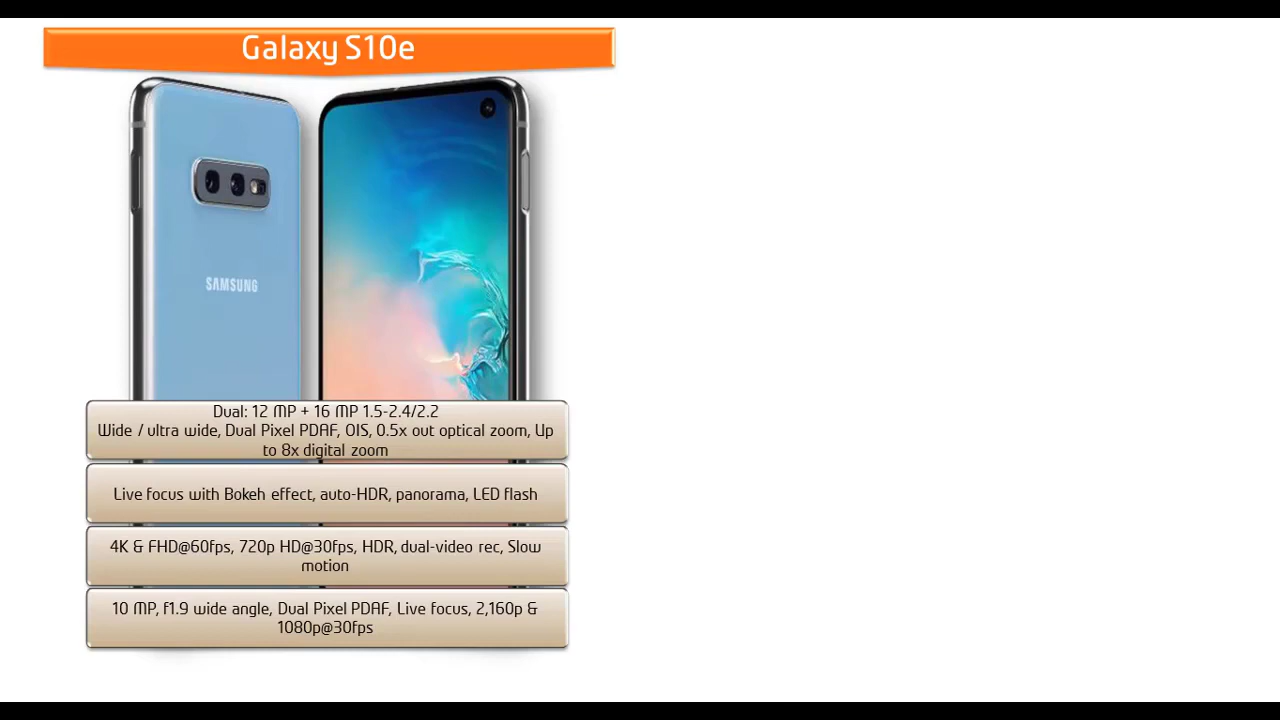 Galaxy S10e
SAMSUNG
Dual: 12 MP + 16 MP 1.5-2.4/2.2
Wide / ultra wide, Dual Pixel PDAF, OIS, 0.5x out optical zoom, Up
to 8x digital zoom
Live focus with Bokeh effect, auto-HDR, panorama, LED flash
4K & FHD@60fps, 720p HD@30fps, HDR, dual-video rec, Slow
motion
10 MP, f1.9 wide angle, Dual Pixel PDAF, Live focus, 2,160p &
1080p@30fps